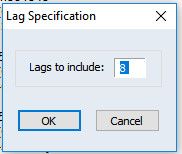 Lag Specification
Lags to include: 8
OK
Cancel